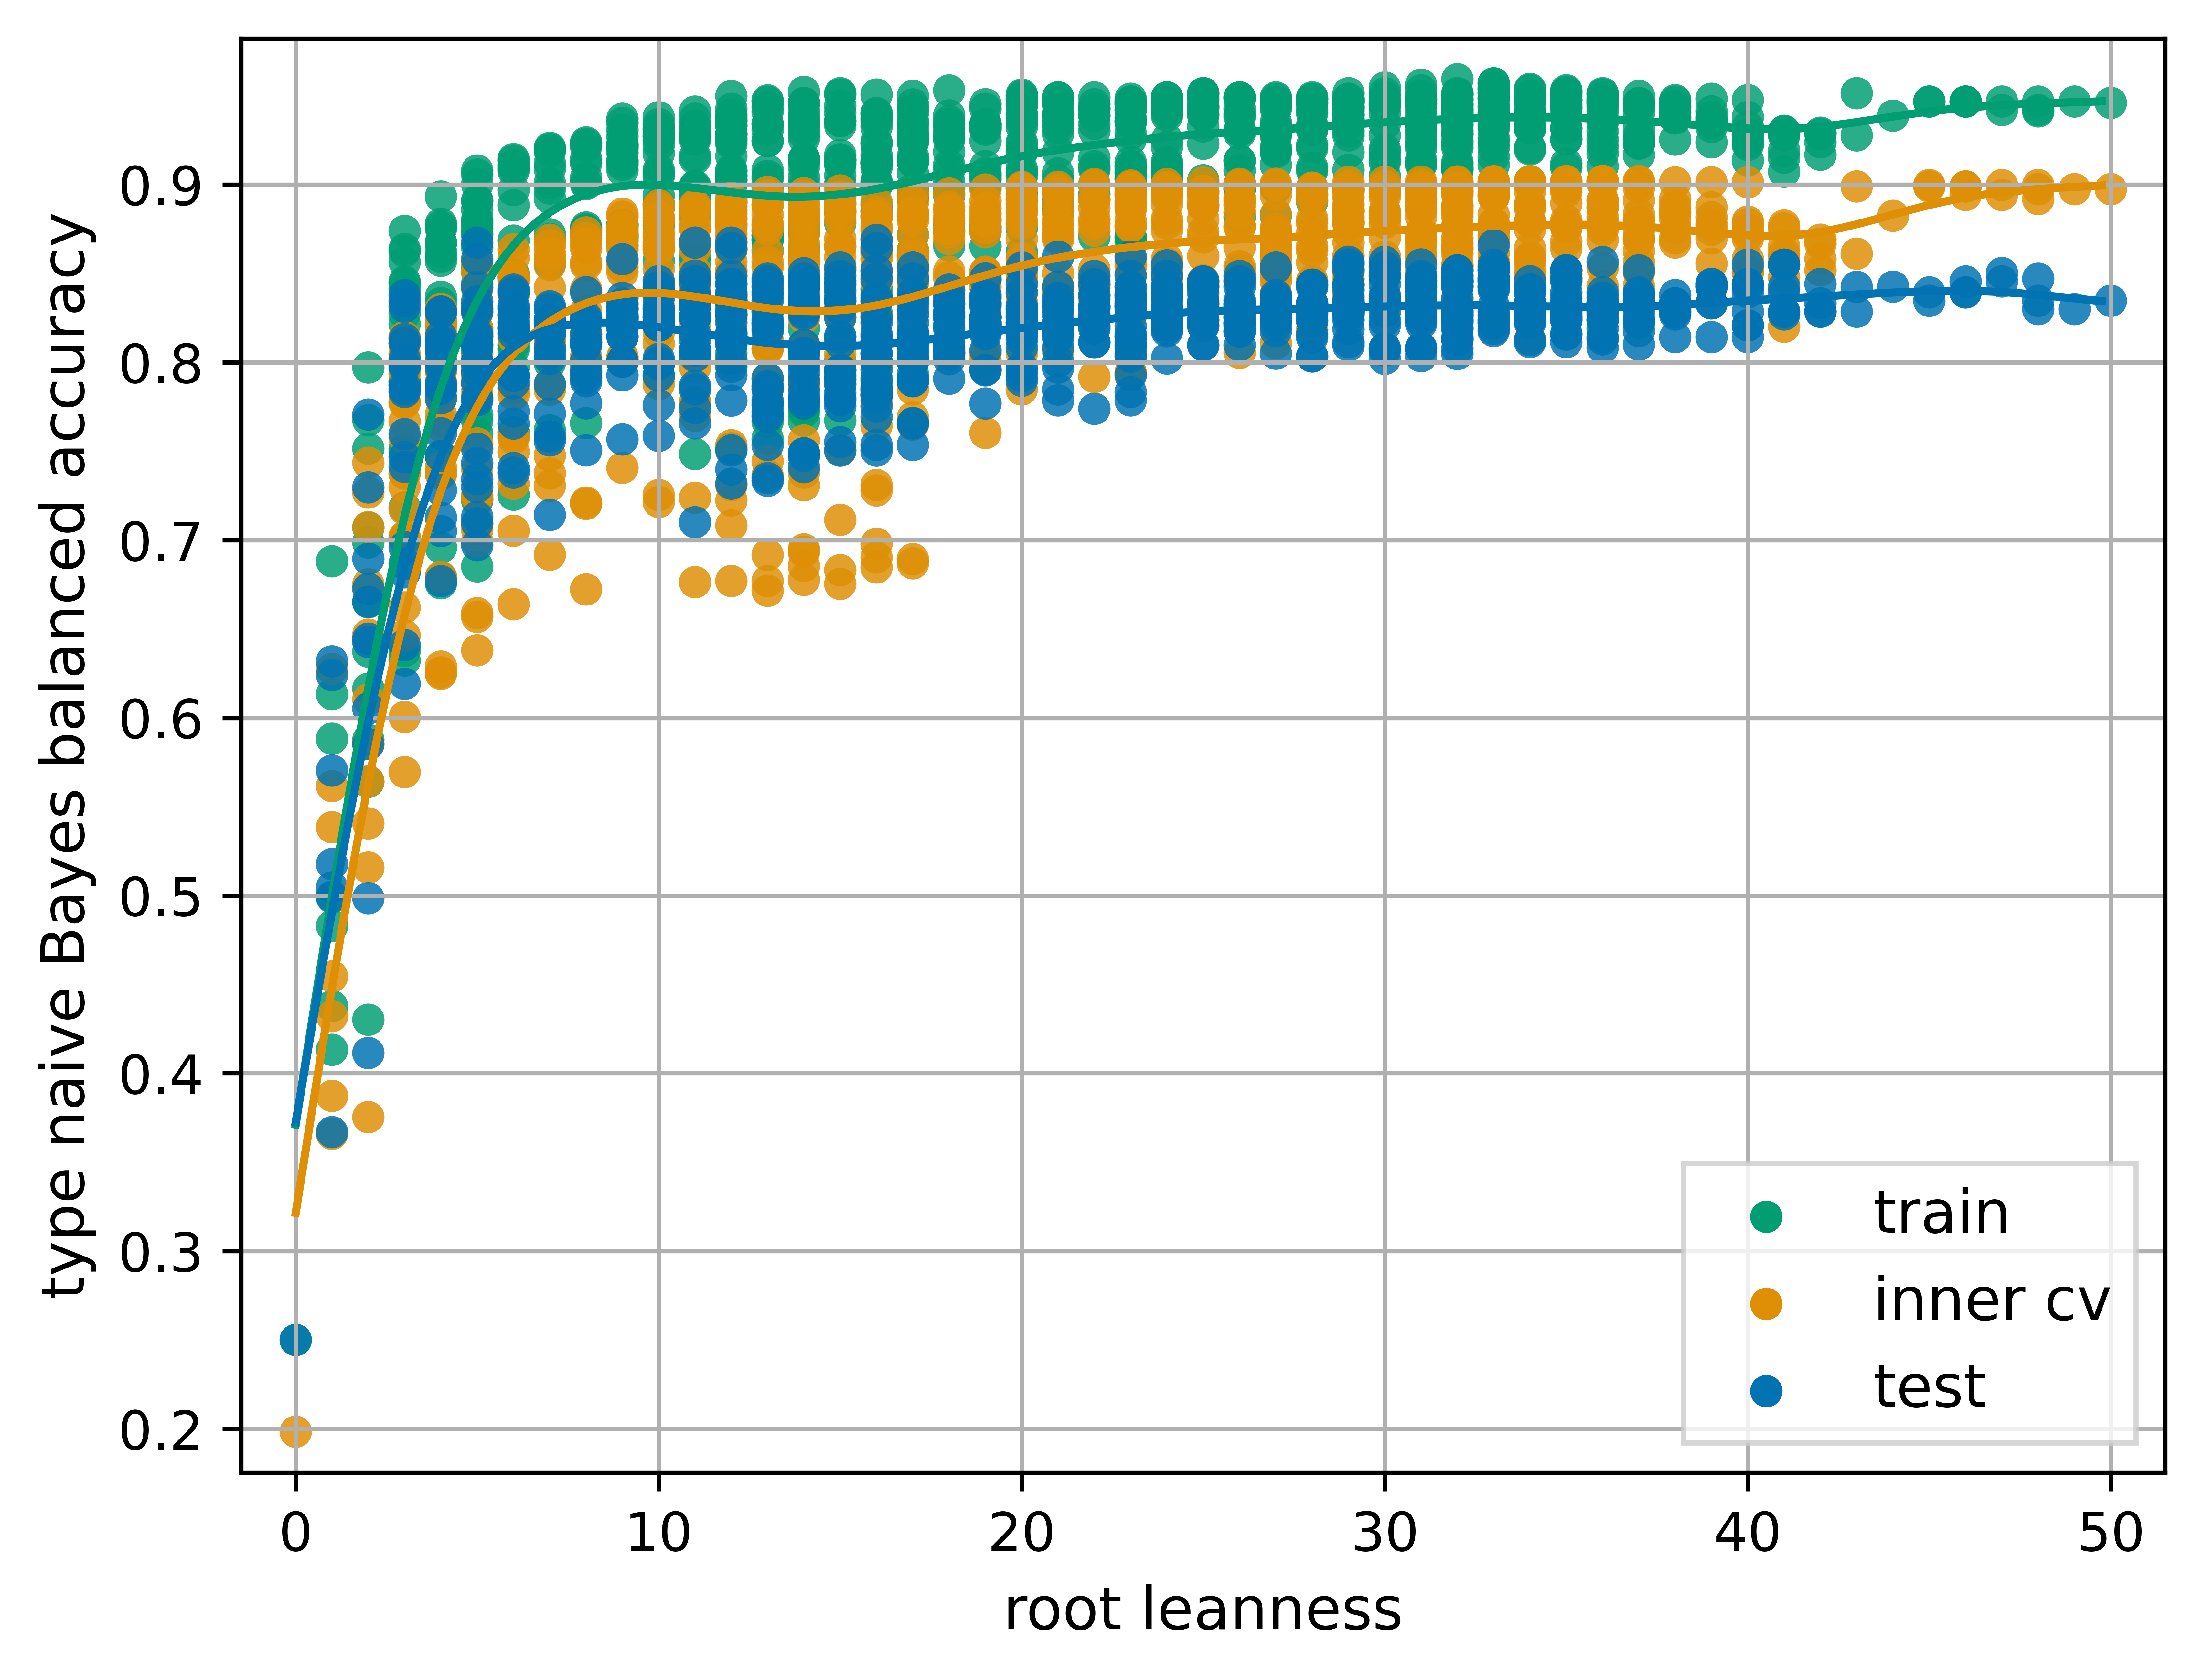 type naive Bayes balanced accuracy
0.9
0.8
0.7
0.6
0.5
0.4
0.3
0.2
train
inner cv
test
0 10 20 30 40 50
root leanness